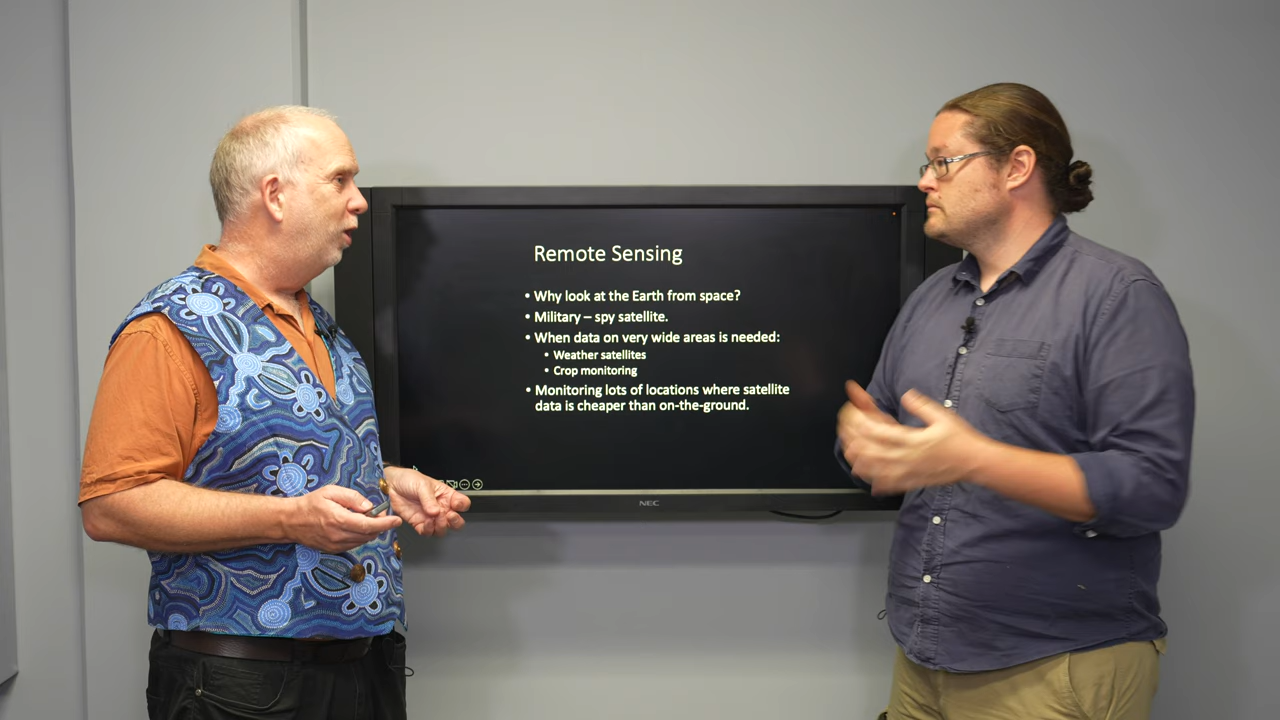 Remote Sensing
• Why look at the Earth from space?
• Military – spy satellite.
• When data on very wide areas is needed:
• Weather satellites
• Crop monitoring
• Monitoring lots of locations where satellite
data is cheaper than on-the-ground.
NEC